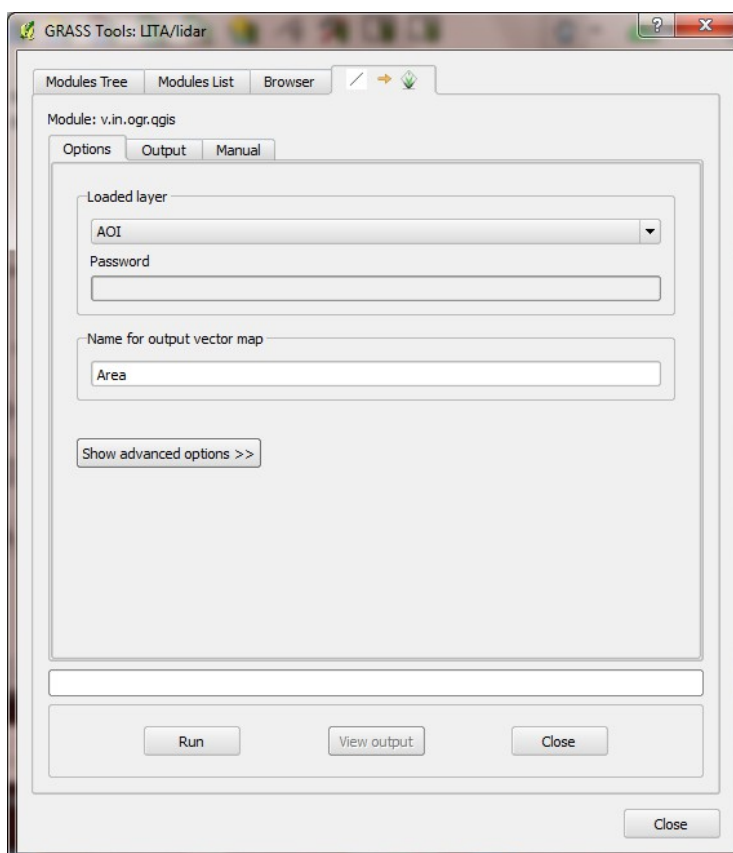 GRASS Tools: LITA/lidar
Modules Tree Modules List Browser
Module: v.in.ogr.qgis
Options Output Manual
Loaded layer
AOI
Password
Name for output vector map
Area
Show advanced options >>
Run View output Close
Close